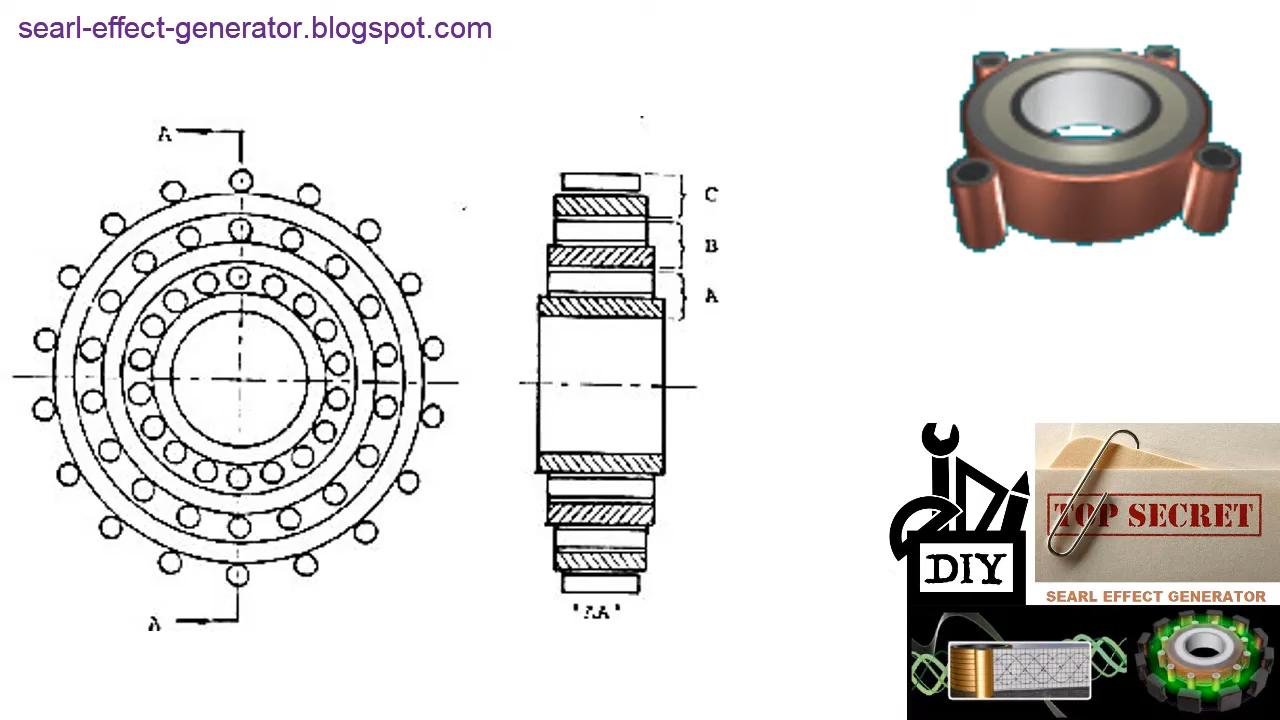 searl-effect-generator.blogspot.com
A
C
B
A
A
"AA"
DIY
TOP SECRET
SEARL EFFECT GENERATOR